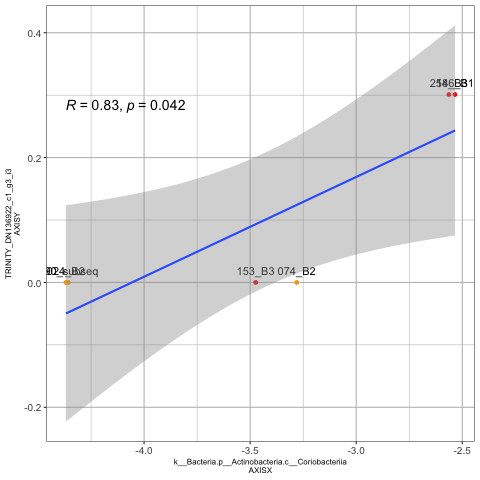 0.4
R = 0.83, p = 0.042
0.2
153_B3 074_B2
0.0
-0.2
-4.0 -3.5 -3.0 -2.5
k__Bacteria.p__Actinobacteria.c__Coriobacteriia
AXISX
TRINITY_DN136922_c1_g3_i3
AXISY